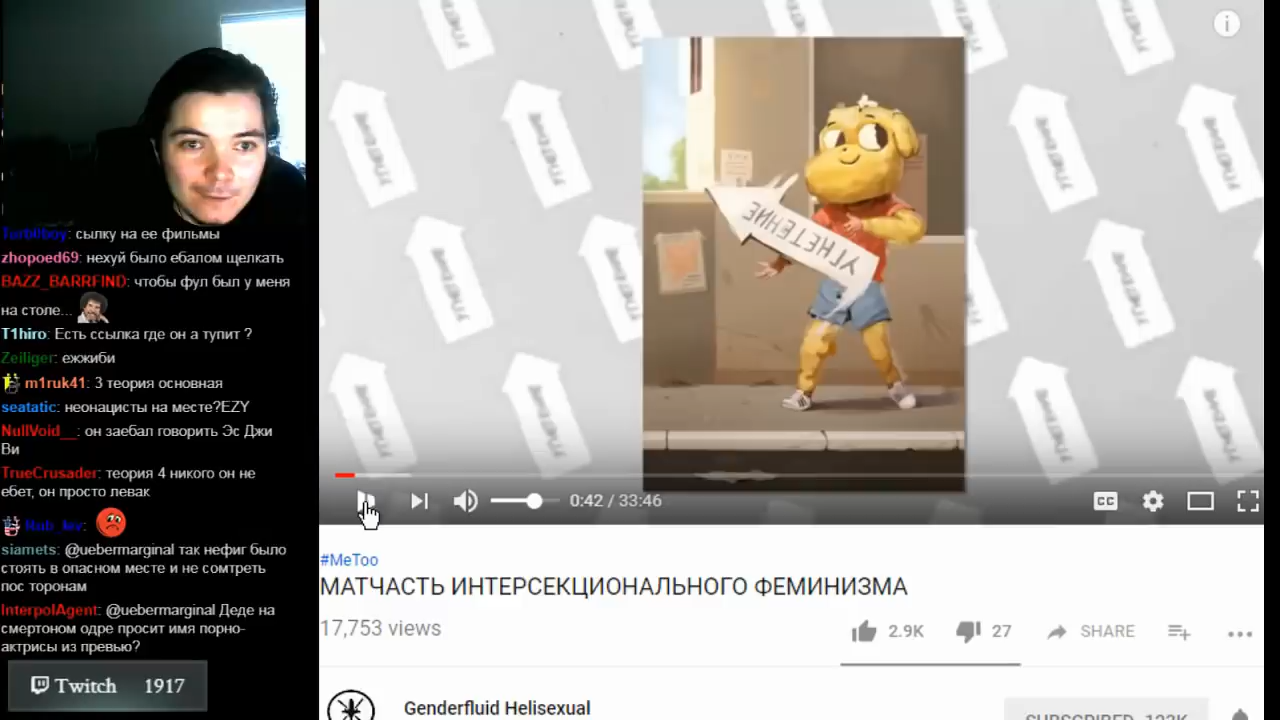 Turbilboy: сылку на ее фильмы
zhopoed69: нехуй было ебалом щелкать
BAZZ_BARRFIND: чтобы фул был у меня
на столе...
T1hiro: Есть ссылка где он а тупит ?
Zeiliger: ежжиби
m1ruk41: 3 теория основная
seatatic: неонацисты на месте?EZY
NullVoid__: он заебал говорить Эс Джи
Ви
TrueCrusader: теория 4 никого он не
ебет, он просто левак
siamets: @uebermarginal так нефиг было
стоять в опасном месте и не сомтреть
пос торонам
InterpolAgent: @uebermarginal Деде на
смертоном одре просит имя порно-
актрисы из превью?
Twitch 1917
УГНЕТЕНИЕ
0:42 / 33:46
CC
#MeToo
МАТЧАСТЬ ИНТЕРСЕКЦИОНАЛЬНОГО ФЕМИНИЗМА
17,753 views
2.9K
27
SHARE
Genderfluid Helisexual
SUBSCRIBED